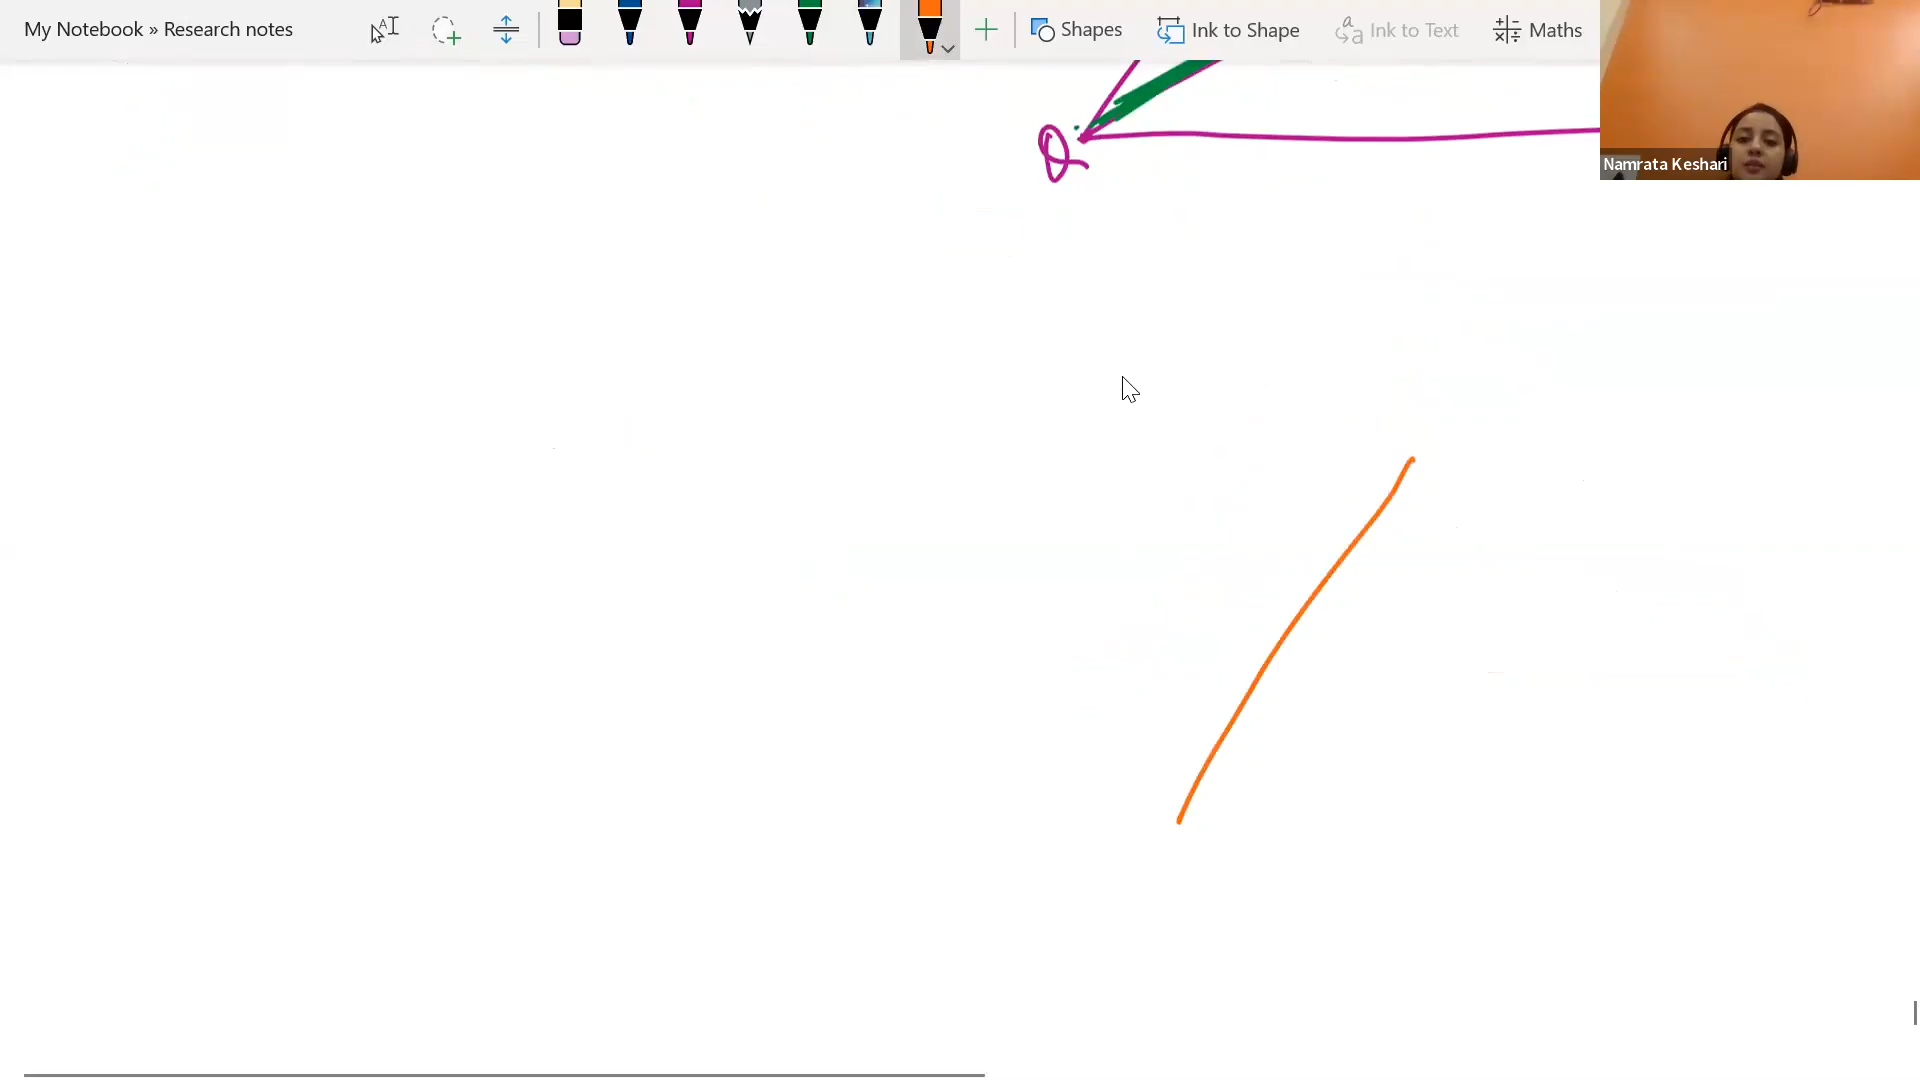 My Notebook » Research notes
Shapes
Ink to Shape
Ink to Text
Maths
Namrata Keshari
Q